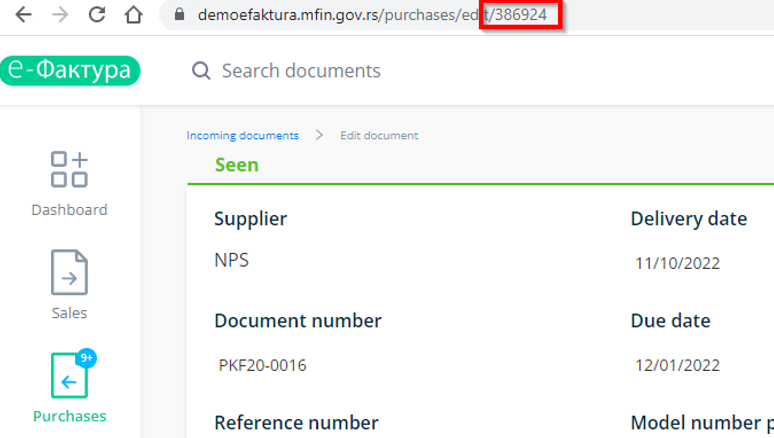 demoefaktura.mfin.gov.rs/purchases/edit/386924
е-Фактура
Search documents
Incoming documents > Edit document
Seen
Dashboard
Sales
9+
Purchases
Supplier
Delivery date
NPS
11/10/2022
Document number
Due date
PKF20-0016
12/01/2022
Reference number
Model number p